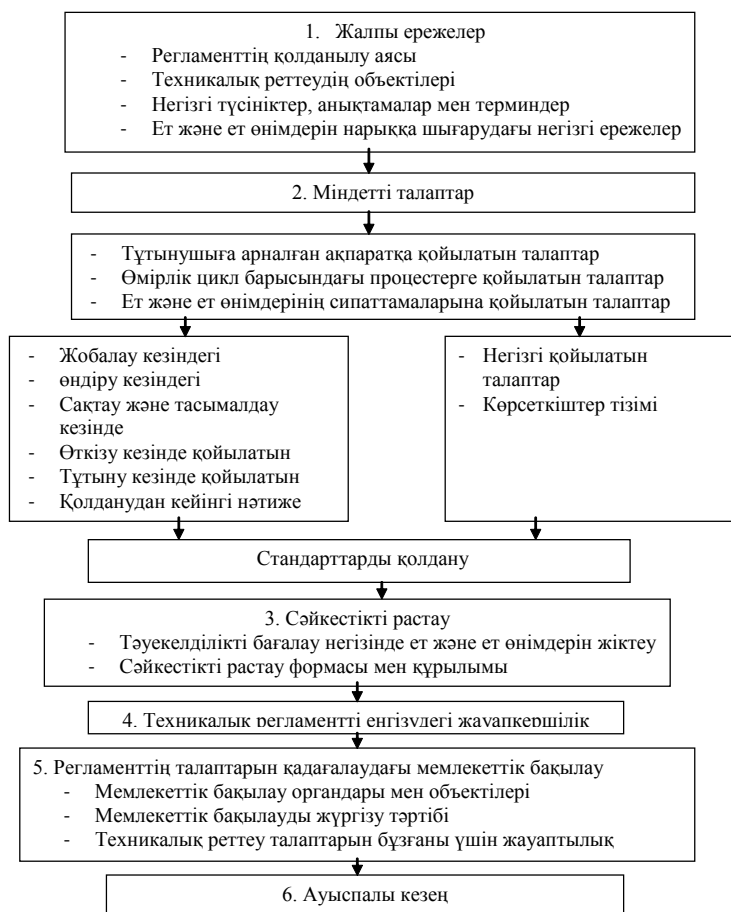 1. Жалпы ережелер
- Регламенттің қолданылу аясы
- Техникалық реттеудің объектілері
- Негізгі түсініктер, анықтамалар мен терминдер
- Ет және ет өнімдерін нарыққа шығарудағы негізгі ережелер
2. Міндетті талаптар
- Тұтынушыға арналған ақпаратқа қойылатын талаптар
- Өмірлік цикл барысындағы процестерге қойылатын талаптар
- Ет және ет өнімдерінің сипаттамаларына қойылатын талаптар
- Жобалау кезіндегі
- өндіру кезіндегі
- Сақтау және тасымалдау
кезінде
- Өткізу кезінде қойылатын
- Тұтыну кезінде қойылатын
- Қолданудан кейінгі нәтиже
- Негізгі қойылатын
талаптар
- Көрсеткіштер тізімі
Стандарттарды қолдану
3. Сәйкестікті растау
- Тәуекелділікті бағалау негізінде ет және ет өнімдерін жіктеу
- Сәйкестікті растау формасы мен құрылымы
4. Техникалық регламентті енгізудегі жауапкершілік
5. Регламенттің талаптарын қадағалаудағы мемлекеттік бақылау
- Мемлекеттік бақылау органдары мен объектілері
- Мемлекеттік бақылауды жүргізу тәртібі
- Техникалық реттеу талаптарын бұзғаны үшін жауаптылық
6. Ауыспалы кезең